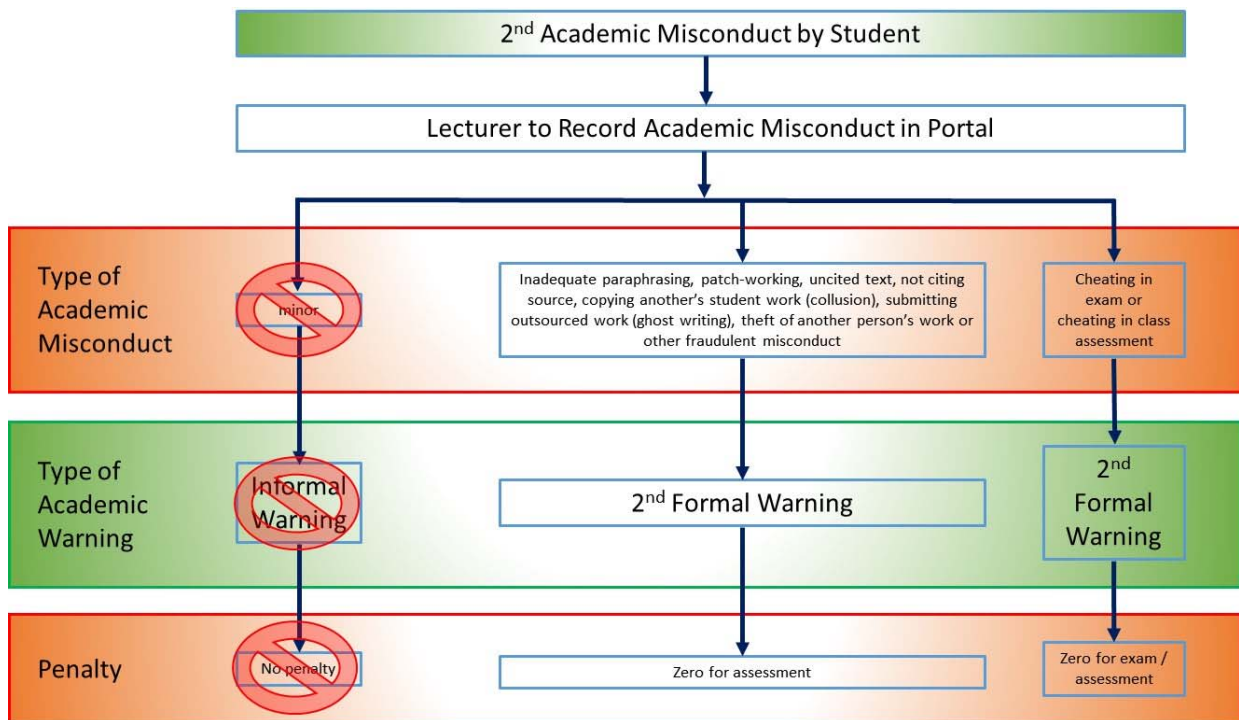 2nd Academic Misconduct by Student
Lecturer to Record Academic Misconduct in Portal
Type of
Academic
Misconduct
minor
Inadequate paraphrasing, patch-working, uncited text, not citing
source, copying another's student work (collusion), submitting
outsourced work (ghost writing), theft of another person's work or
other fraudulent misconduct
Cheating in
exam or
cheating in class
assessment
Type of
Academic
Warning
Informal
Warning
2nd Formal Warning
2nd
Formal
Warning
Penalty
No penalty
Zero for assessment
Zero for exam /
assessment